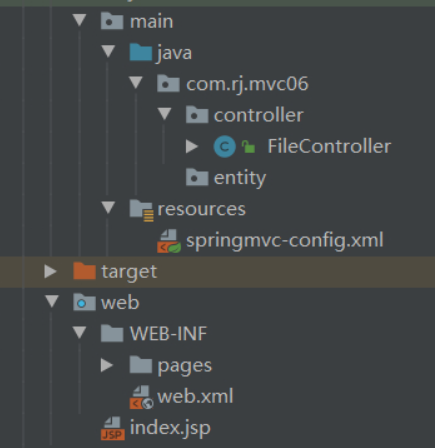 main
java
com.rj.mvc06
controller
FileController
entity
resources
springmvc-config.xml
target
web
WEB-INF
pages
web.xml
index.jsp